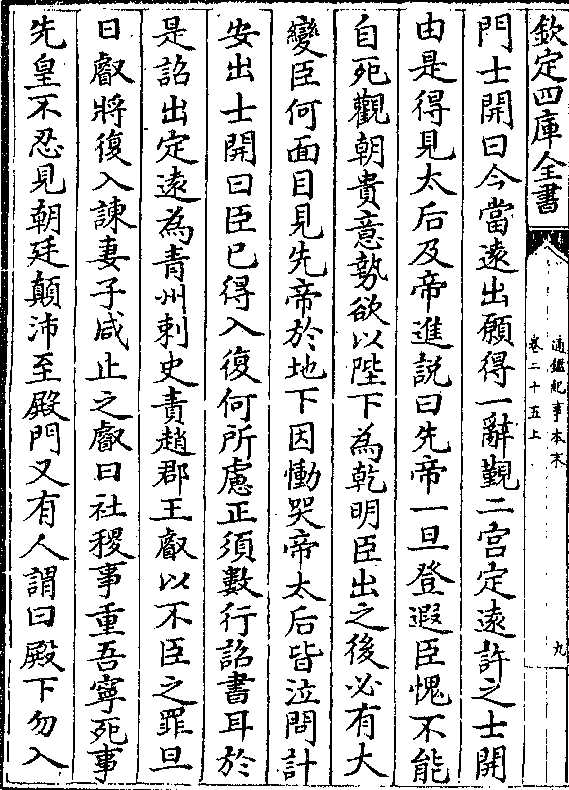 欽定四庫全書
通鑑紀事本末
卷二十五上
九
門士開曰今當遠出願得一辭覲二宮定遠許之士開
由是得見太后及帝進說曰先帝一旦登遐臣愧不能
自死觀朝貴意勢欲以陛下為乾明臣出之後必有大
變臣何面目見先帝於地下因慟哭帝太后皆泣問計
安出士開曰臣已得入復何所慮正須數行詔書耳於
是詔出定遠為青州刺史責趙郡王叡以不臣之罪旦
日叡將復入諫妻子咸止之叡曰社稷事重吾寧死事
先皇不忍見朝廷顛沛至殿門又有人謂曰殿下勿入